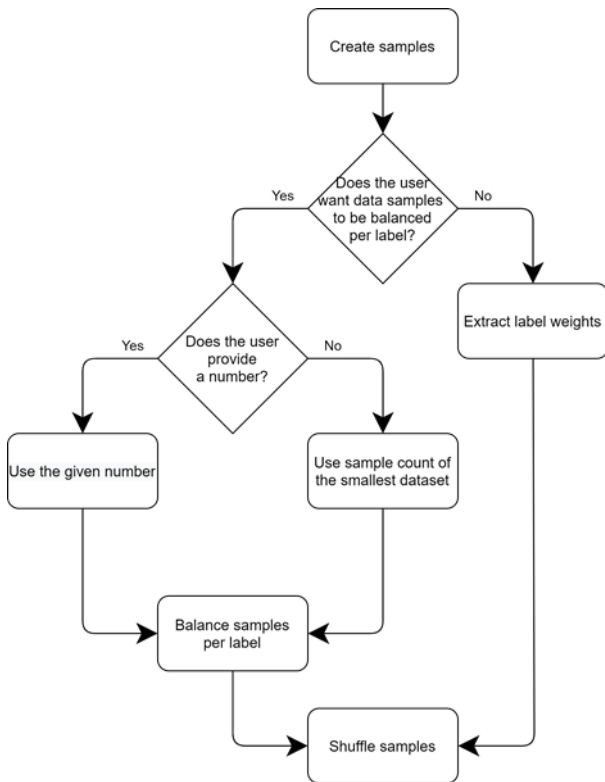 Create samples
Does the user
want data samples
to be balanced
per label?
Yes
No
Extract label weights
Does the user
provide
a number?
Yes
No
Use the given number
Use sample count of
the smallest dataset
Balance samples
per label
Shuffle samples